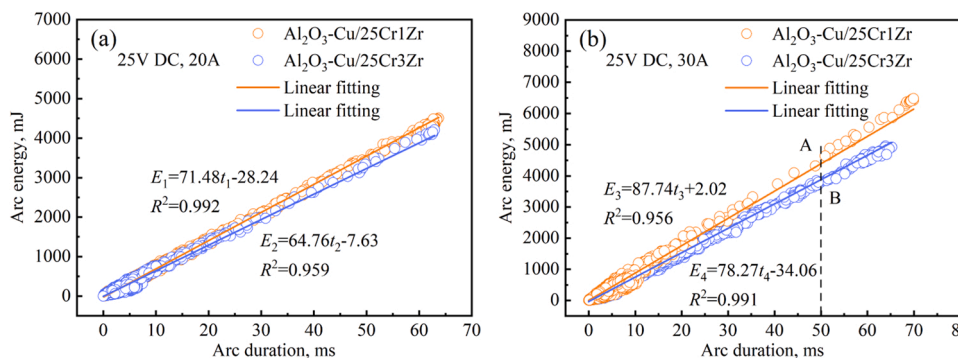 (a)
Al₂O₃-Cu/25Cr1Zr
Al₂O₃-Cu/25Cr3Zr
25V DC, 20A
Linear fitting
Linear fitting
E₁=71.48t₁-28.24
R²=0.992
E₂=64.76t₂-7.63
R²=0.959
Arc energy, mJ
7000
6000
5000
4000
3000
2000
1000
0
0 10 20 30 40 50 60 70
Arc duration, ms
(b)
Al₂O₃-Cu/25Cr1Zr
Al₂O₃-Cu/25Cr3Zr
25V DC, 30A
Linear fitting
Linear fitting
A
B
E₃=87.74t₃+2.02
R²=0.956
E₄=78.27t₄-34.06
R²=0.991
Arc energy, mJ
9000
8000
7000
6000
5000
4000
3000
2000
1000
0
0 10 20 30 40 50 60 70
Arc duration, ms